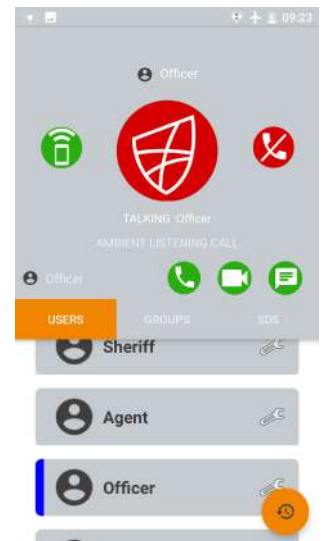 09:23
Officer
TALKING :Officer
AMBIENT LISTENING CALL
Officer
USERS GROUPS SDS
Sheriff
Agent
Officer